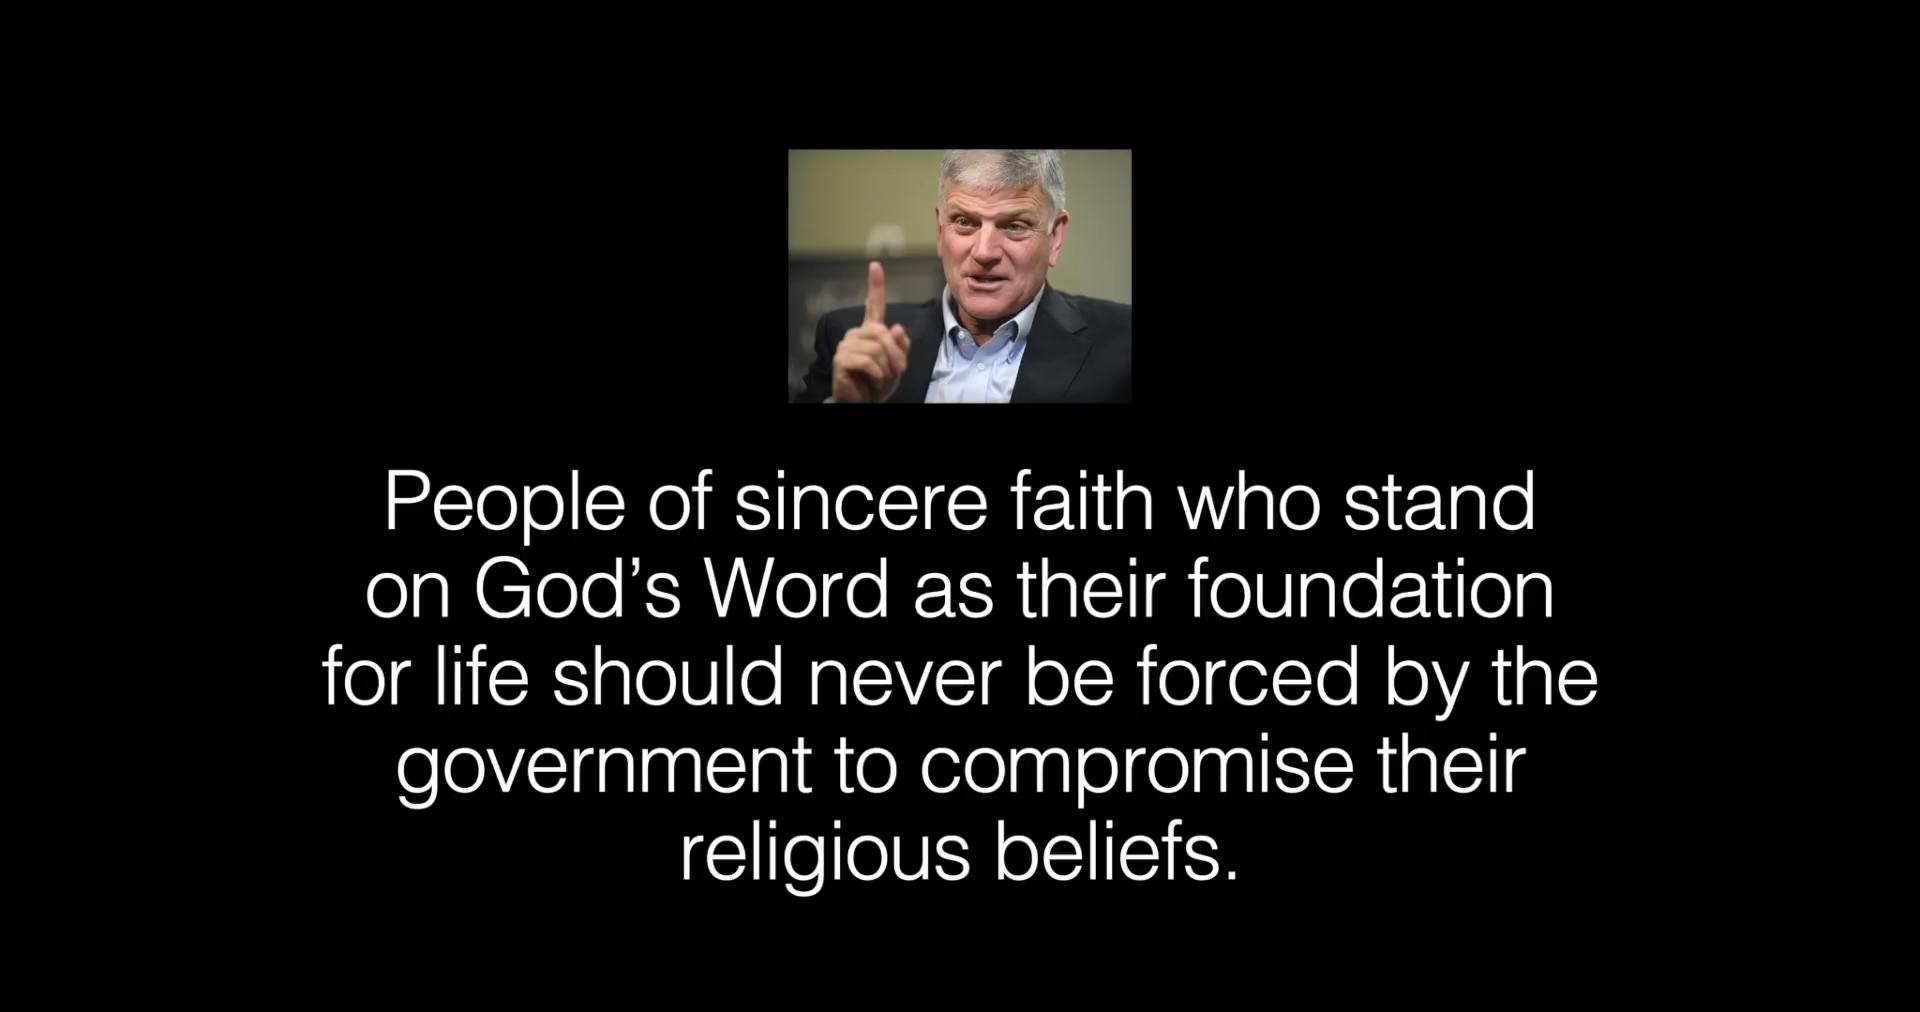 People of sincere faith who stand
on God’s Word as their foundation
for life should never be forced by the
government to compromise their
religious beliefs.